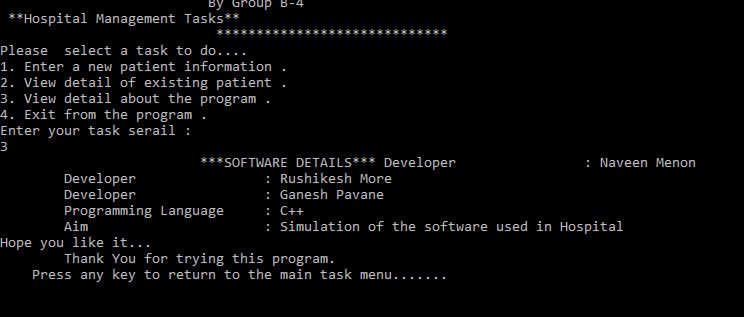 By Group B-4
**Hospital Management Tasks**
*****************************
Please  select a task to do....
1. Enter a new patient information .
2. View detail of existing patient .
3. View detail about the program .
4. Exit from the program .
Enter your task serail :
3
***SOFTWARE DETAILS*** Developer                : Naveen Menon
Developer                : Rushikesh More
Developer                : Ganesh Pavane
Programming Language     : C++
Aim                      : Simulation of the software used in Hospital
Hope you like it...
Thank You for trying this program.
Press any key to return to the main task menu.......